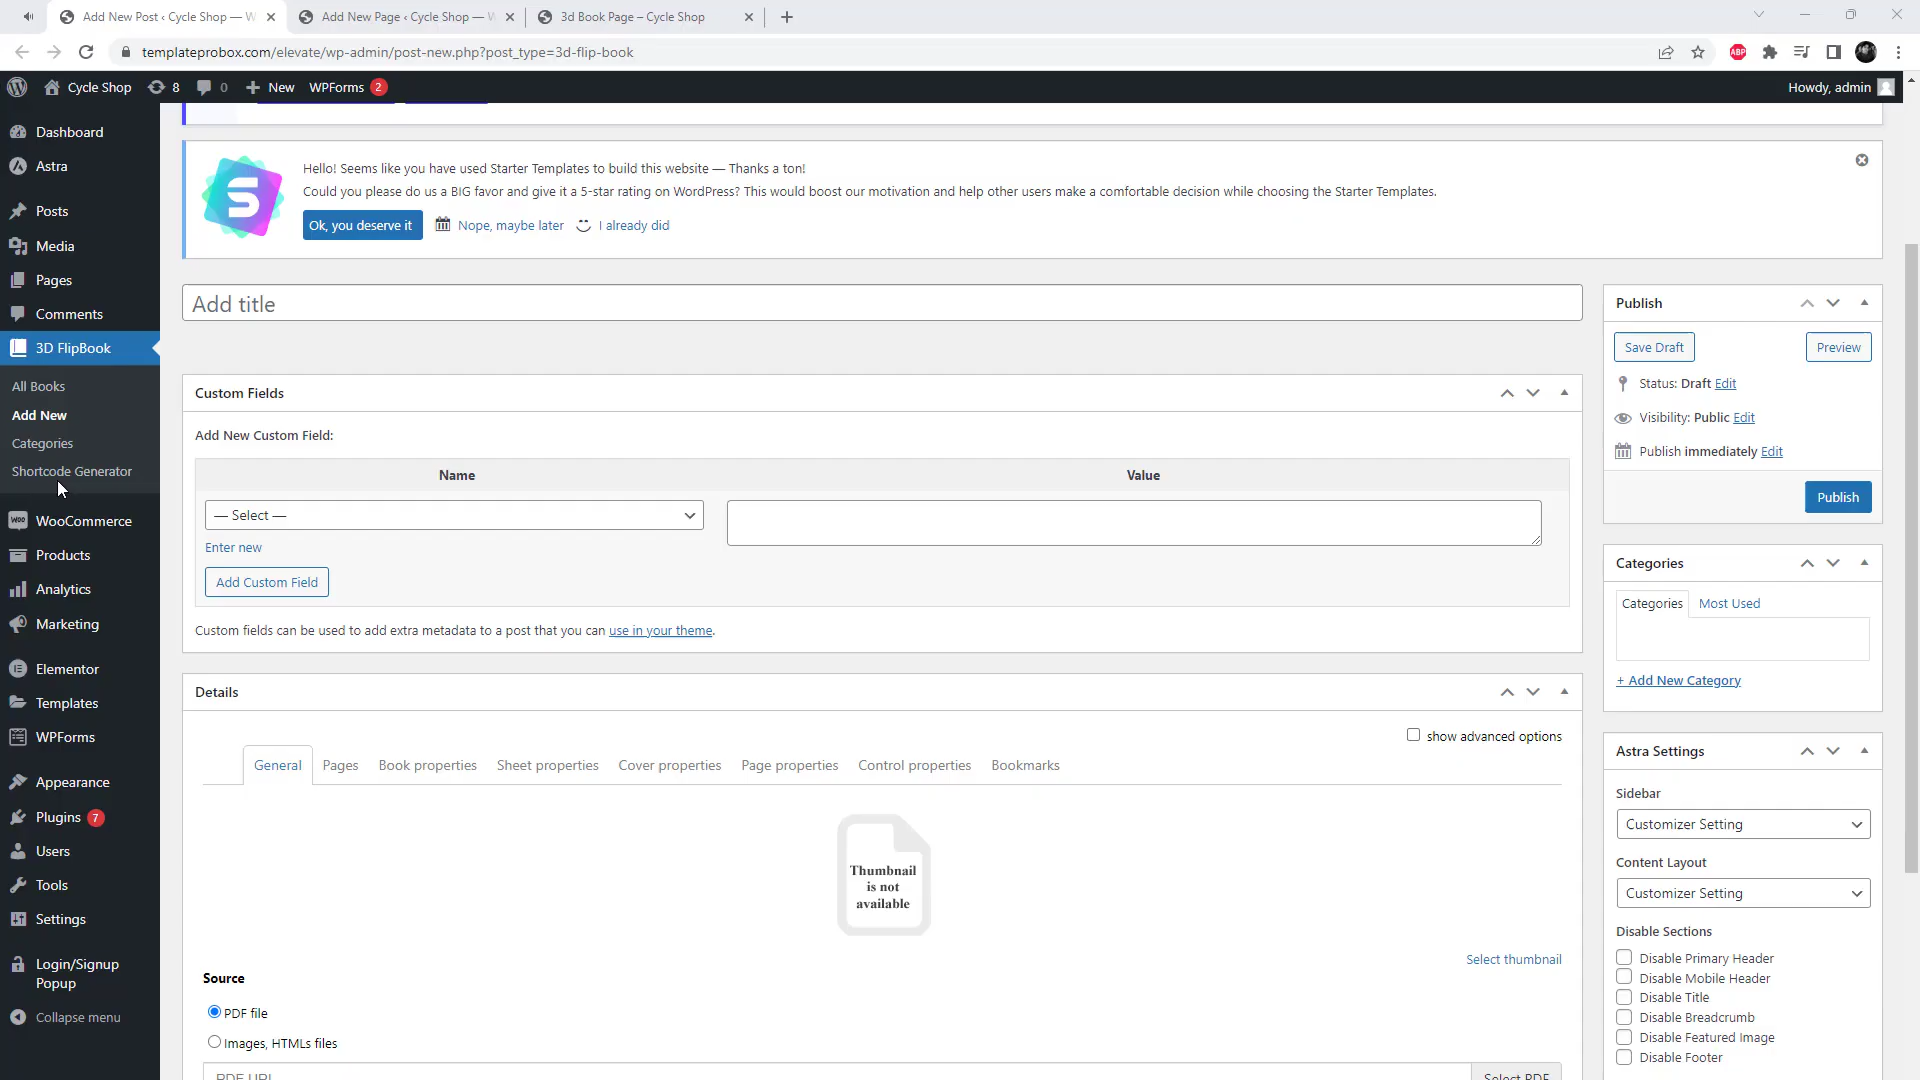 Add New Post ‹ Cycle Shop — W
Add New Page ‹ Cycle Shop — W
3d Book Page – Cycle Shop
templateprobox.com/elevate/wp-admin/post-new.php?post_type=3d-flip-book
ABP
Cycle Shop
8
0
New
WPForms
2
Howdy, admin
Dashboard
Astra
Posts
Media
Pages
Comments
3D FlipBook
All Books
Add New
Categories
Shortcode Generator
WooCommerce
Products
Analytics
Marketing
Elementor
Templates
WPForms
Appearance
Plugins 7
Users
Tools
Settings
Login/Signup
Popup
Collapse menu
Hello! Seems like you have used Starter Templates to build this website — Thanks a ton!
Could you please do us a BIG favor and give it a 5-star rating on WordPress? This would boost our motivation and help other users make a comfortable decision while choosing the Starter Templates.
Ok, you deserve it
Nope, maybe later
I already did
Add title
Custom Fields
Add New Custom Field:
Name
Value
— Select —
Enter new
Add Custom Field
Custom fields can be used to add extra metadata to a post that you can use in your theme.
Details
show advanced options
General
Pages
Book properties
Sheet properties
Cover properties
Page properties
Control properties
Bookmarks
Thumbnail
is not
available
Select thumbnail
Source
PDF file
Images, HTMLs files
PDF URL
Select PDF
Publish
Save Draft
Preview
Status: Draft Edit
Visibility: Public Edit
Publish immediately Edit
Publish
Categories
Categories
Most Used
+ Add New Category
Astra Settings
Sidebar
Customizer Setting
Content Layout
Customizer Setting
Disable Sections
Disable Primary Header
Disable Mobile Header
Disable Title
Disable Breadcrumb
Disable Featured Image
Disable Footer